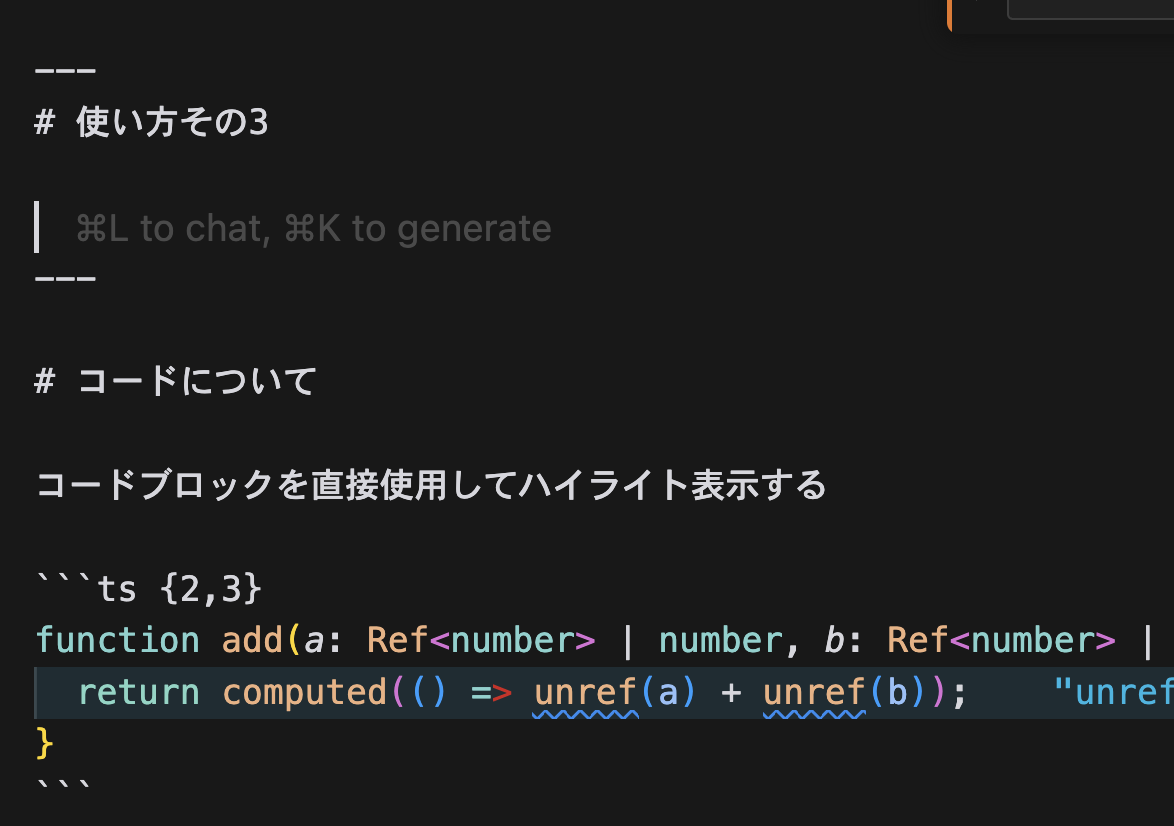 ---
# 使い方その3
⌘L to chat, ⌘K to generate
---
# コードについて
コードブロックを直接使用してハイライト表示する
```ts {2,3}
function add(a: Ref<number> | number, b: Ref<number> |
  return computed(() => unref(a) + unref(b));    "unref
}
```